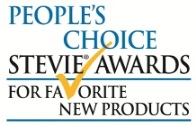 PEOPLE'S
CHOICE
STEVIE® AWARDS
FOR FAVORITE
NEW PRODUCTS